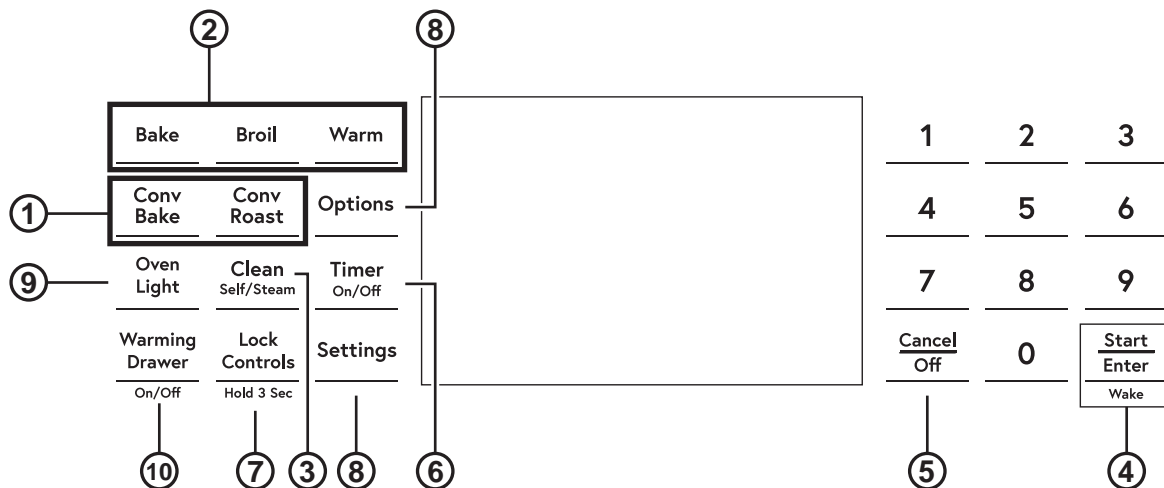 2 8
Bake Broil Warm 1 2 3
1 Conv Bake Conv Roast Options 4 5 6
9 Oven Light Clean Self/Steam Timer On/Off 7 8 9
Warming Drawer On/Off Lock Controls Hold 3 Sec Settings Cancel Off 0 Start Enter Wake
10 7 3 8 6 5 4